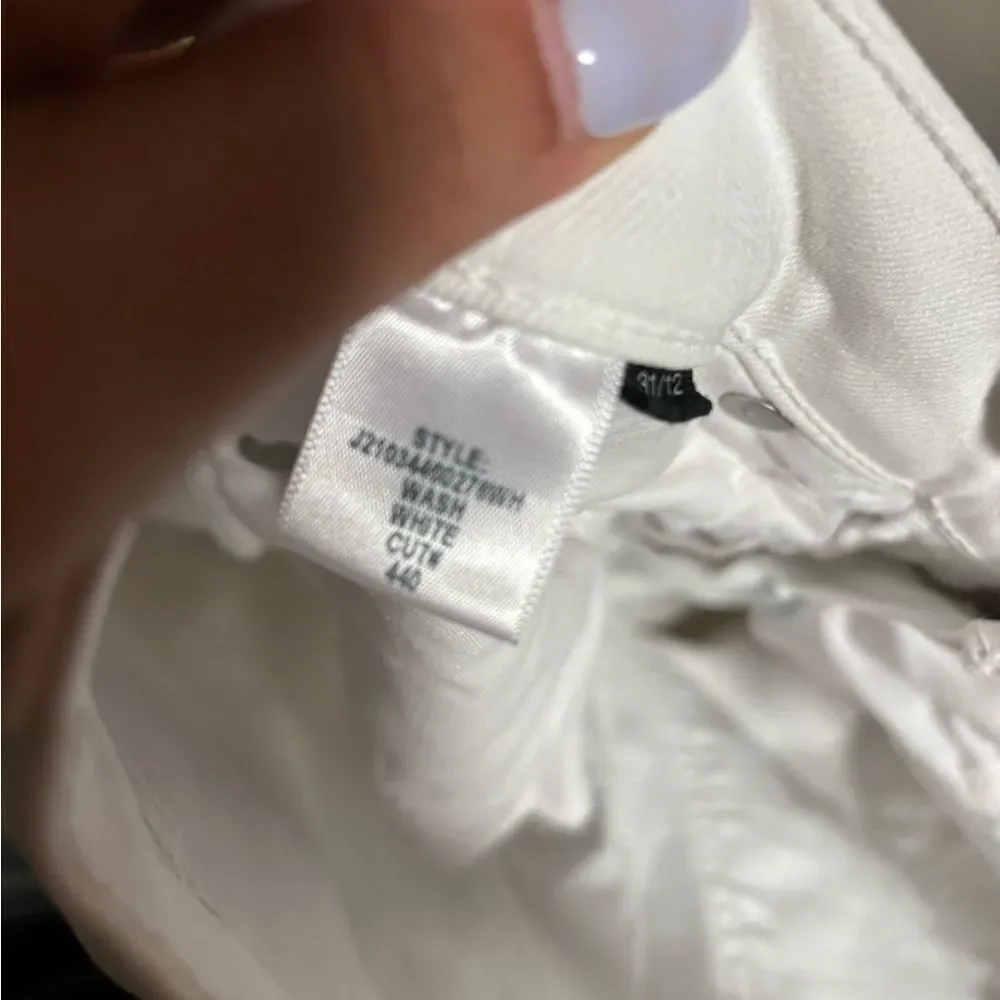 STYLE:
WASH
WHITE
CUT#
440
31/12